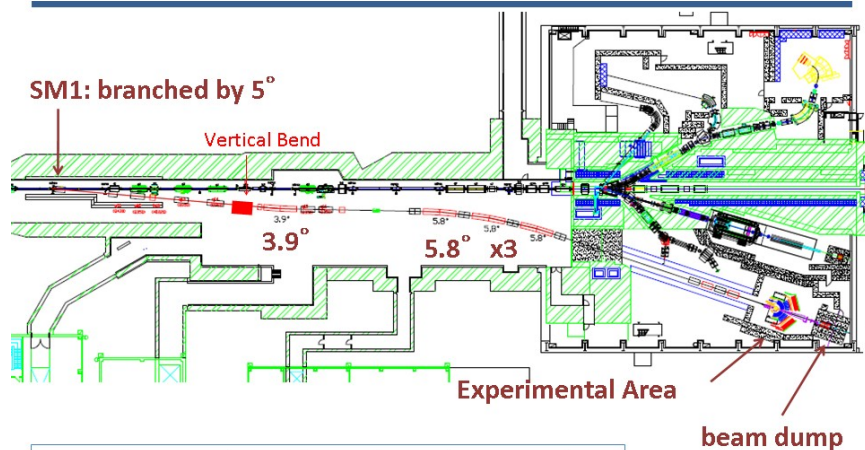 SM1: branched by 5°
Vertical Bend
3.9°
3.9°
5.8°
5.8°
5.8°
5.8° x3
Experimental Area
beam dump